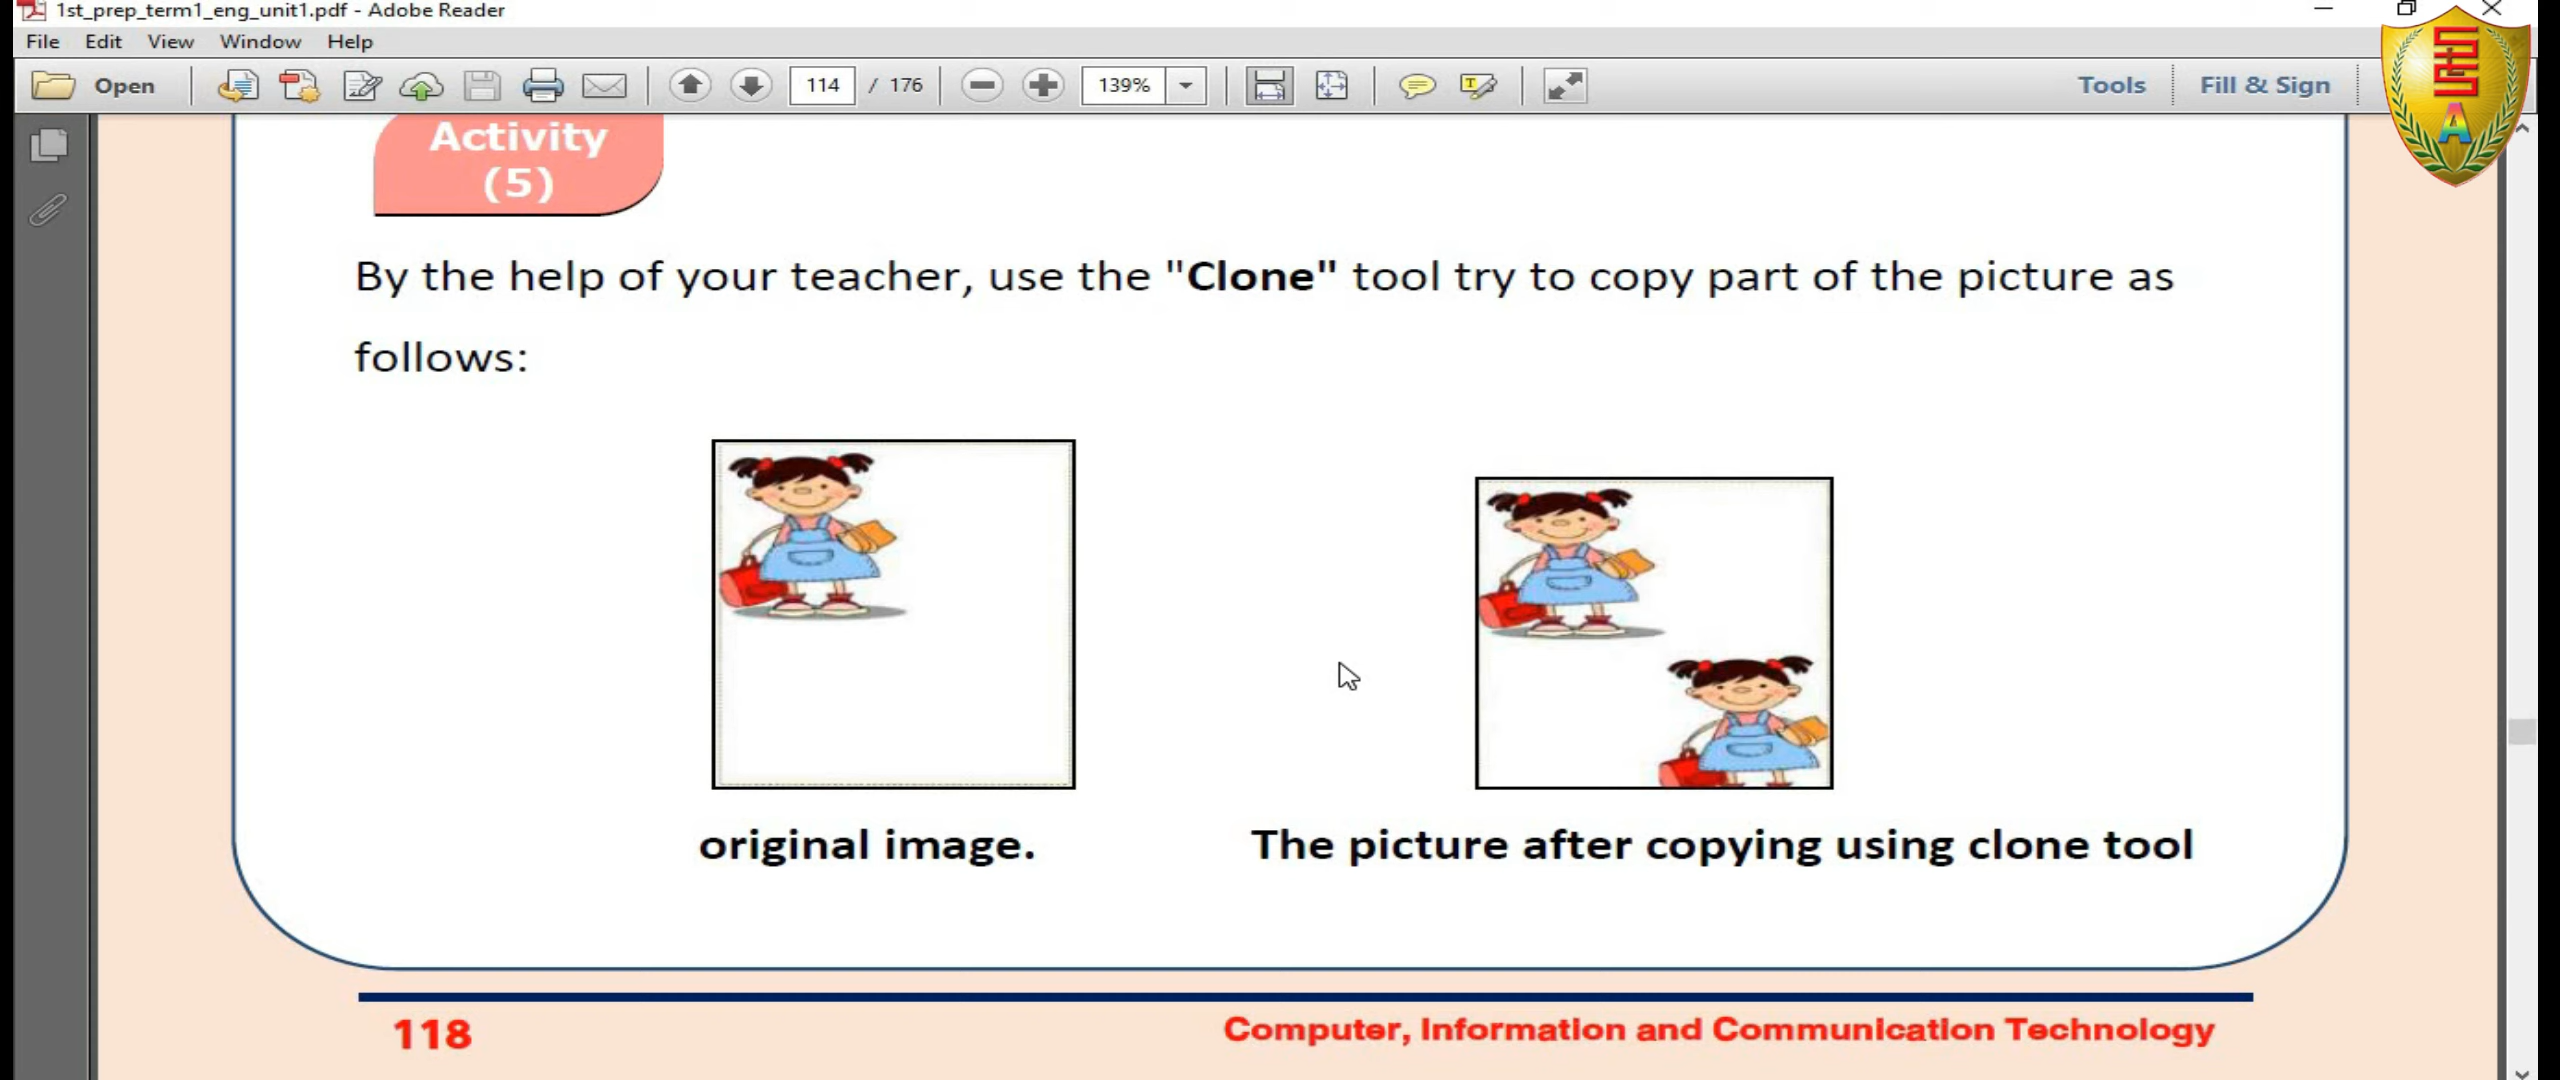 1st_prep_term1_eng_unit1.pdf - Adobe Reader
File Edit View Window Help
Open 114 / 176 139% Tools Fill & Sign
Activity
(5)
By the help of your teacher, use the "Clone" tool try to copy part of the picture as
follows:
original image.
The picture after copying using clone tool
118
Computer, Information and Communication Technology